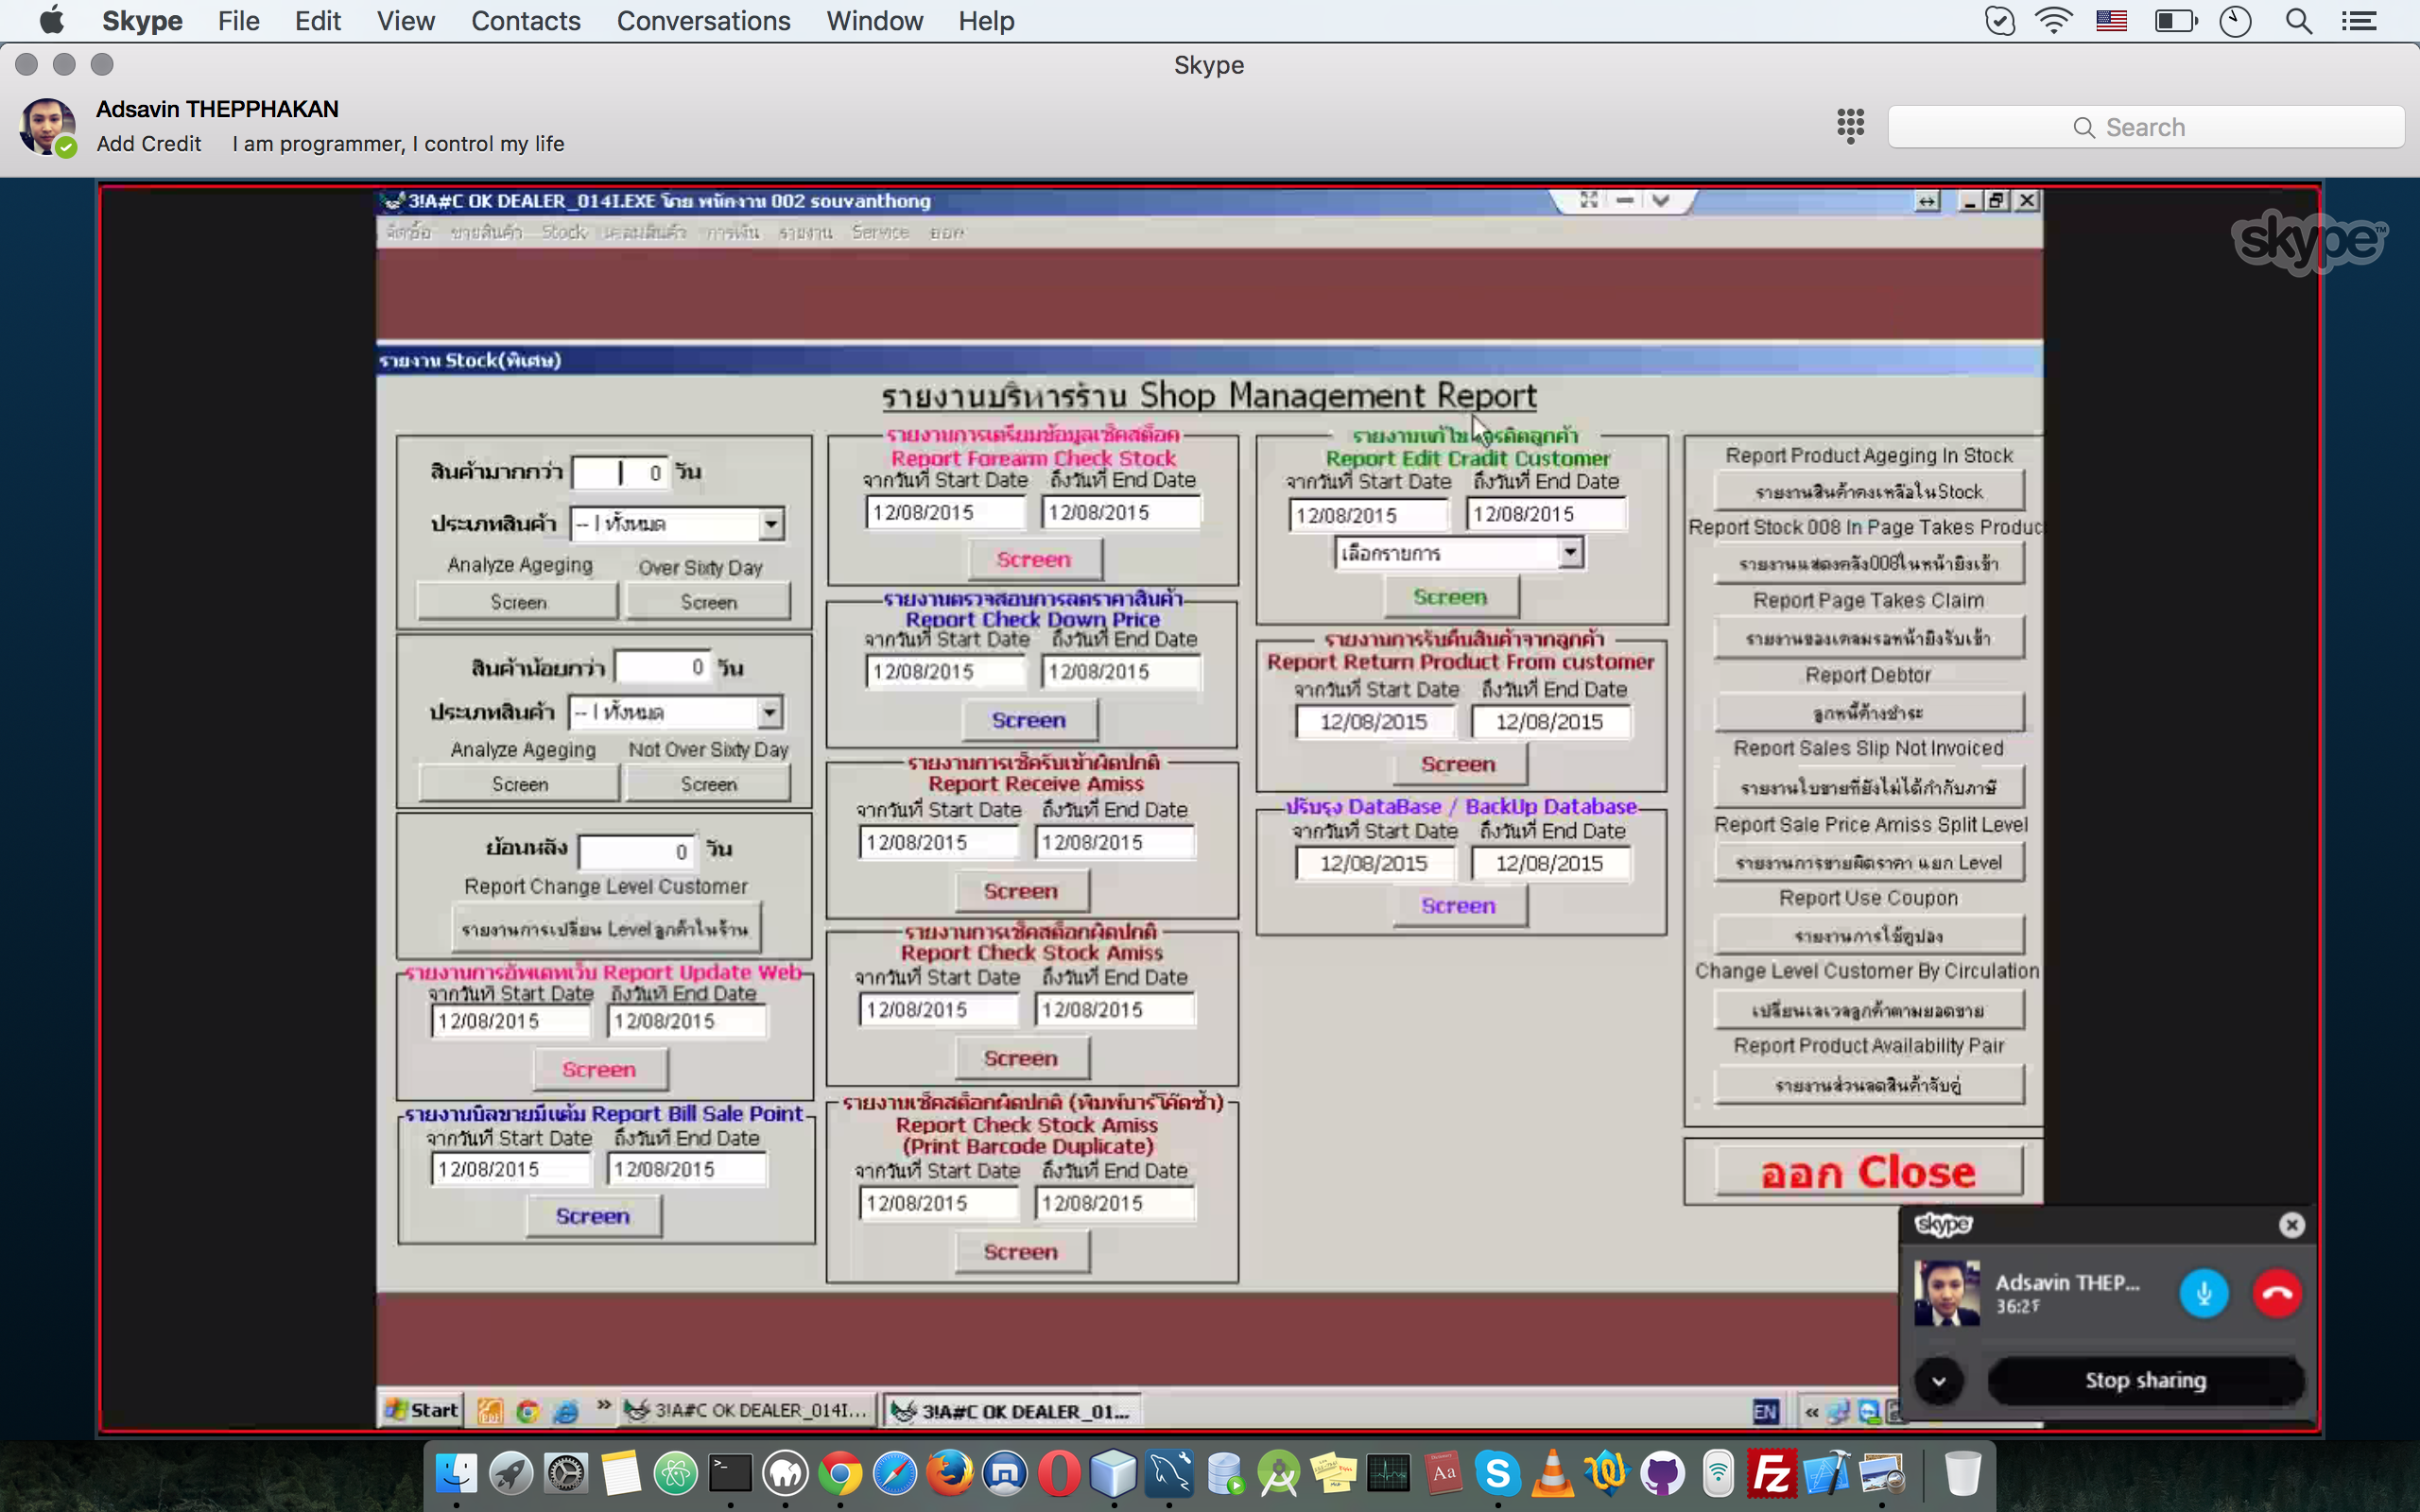 Skype File Edit View Contacts Conversations Window Help
Skype
Adsavin THEPPHAKAN
Add Credit I am programmer, I control my life
Search
3!A#C OK DEALER_014I.EXE โดย พนักงาน 002 souvanthong
จัดซื้อ ขายสินค้า Stock เคลมสินค้า การเงิน รายงาน Service ออก
skype™
รายงาน Stock(พิเศษ)
รายงานบริหารร้าน Shop Management Report
สินค้ามากกว่า 0 วัน
ประเภทสินค้า -- | ทั้งหมด
Analyze Ageging Over Sixty Day
Screen Screen
สินค้าน้อยกว่า 0 วัน
ประเภทสินค้า -- | ทั้งหมด
Analyze Ageging Not Over Sixty Day
Screen Screen
ย้อนหลัง 0 วัน
Report Change Level Customer
รายงานการเปลี่ยน Levelลูกค้าในร้าน
รายงานการอัพเดทเว็บ Report Update Web
จากวันที่ Start Date ถึงวันที่ End Date
12/08/2015 12/08/2015
Screen
รายงานบิลขายมีแต้ม Report Bill Sale Point
จากวันที่ Start Date ถึงวันที่ End Date
12/08/2015 12/08/2015
Screen
รายงานการเตรียมข้อมูลเช็คสต็อค
Report Forearm Check Stock
จากวันที่ Start Date ถึงวันที่ End Date
12/08/2015 12/08/2015
Screen
รายงานตรวจสอบการลดราคาสินค้า
Report Check Down Price
จากวันที่ Start Date ถึงวันที่ End Date
12/08/2015 12/08/2015
Screen
รายงานการเช็ครับเข้าผิดปกติ
Report Receive Amiss
จากวันที่ Start Date ถึงวันที่ End Date
12/08/2015 12/08/2015
Screen
รายงานการเช็คสต็อกผิดปกติ
Report Check Stock Amiss
จากวันที่ Start Date ถึงวันที่ End Date
12/08/2015 12/08/2015
Screen
รายงานเช็คสต็อกผิดปกติ (พิมพ์บาร์โค๊ดซ้ำ)
Report Check Stock Amiss
(Print Barcode Duplicate)
จากวันที่ Start Date ถึงวันที่ End Date
12/08/2015 12/08/2015
Screen
Report Edit Cradit Customer
จากวันที่ Start Date ถึงวันที่ End Date
12/08/2015 12/08/2015
เลือกรายการ
Screen
รายงานการรับคืนสินค้าจากลูกค้า
Report Return Product From customer
จากวันที่ Start Date ถึงวันที่ End Date
12/08/2015 12/08/2015
Screen
ปรับรุง DataBase / BackUp Database
จากวันที่ Start Date ถึงวันที่ End Date
12/08/2015 12/08/2015
Screen
Report Product Ageging In Stock
รายงานสินค้าคงเหลือในStock
Report Stock 008 In Page Takes Produc
รายงานแสดงคลัง008ในหน้ายิงเข้า
Report Page Takes Claim
รายงานของเคลมรอหน้ายิงรับเข้า
Report Debtor
ลูกหนี้ค้างชำระ
Report Sales Slip Not Invoiced
รายงานใบขายที่ยังไม่ได้กำกับภาษี
Report Sale Price Amiss Split Level
รายงานการขายผิดราคา แยก Level
Report Use Coupon
รายงานการใช้คูปอง
Change Level Customer By Circulation
เปลี่ยนเลเวลลูกค้าตามยอดขาย
Report Product Availability Pair
รายงานส่วนลดสินค้าจับคู่
ออก Close
skype
Adsavin THEP...
Stop sharing
Start 3!A#C OK DEALER_014I... 3!A#C OK DEALER_01... EN